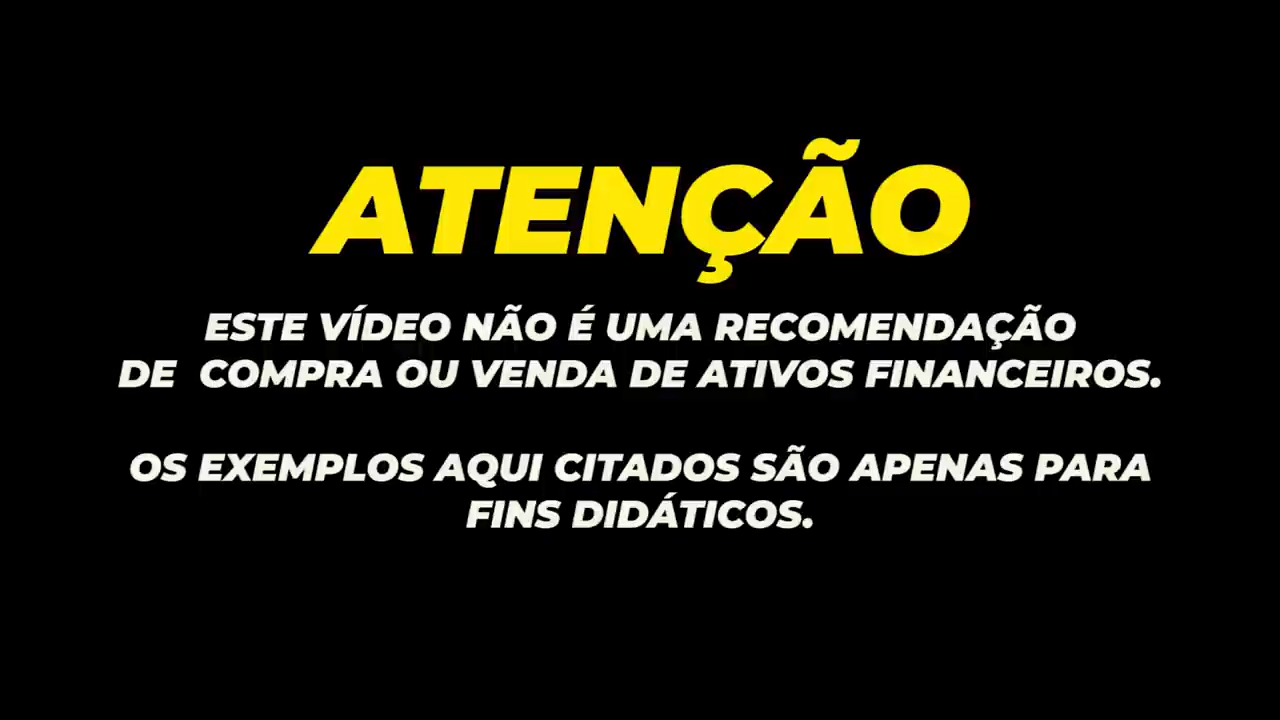 ATENÇÃO
ESTE VÍDEO NÃO É UMA RECOMENDAÇÃO
DE  COMPRA OU VENDA DE ATIVOS FINANCEIROS.
OS EXEMPLOS AQUI CITADOS SÃO APENAS PARA
FINS DIDÁTICOS.